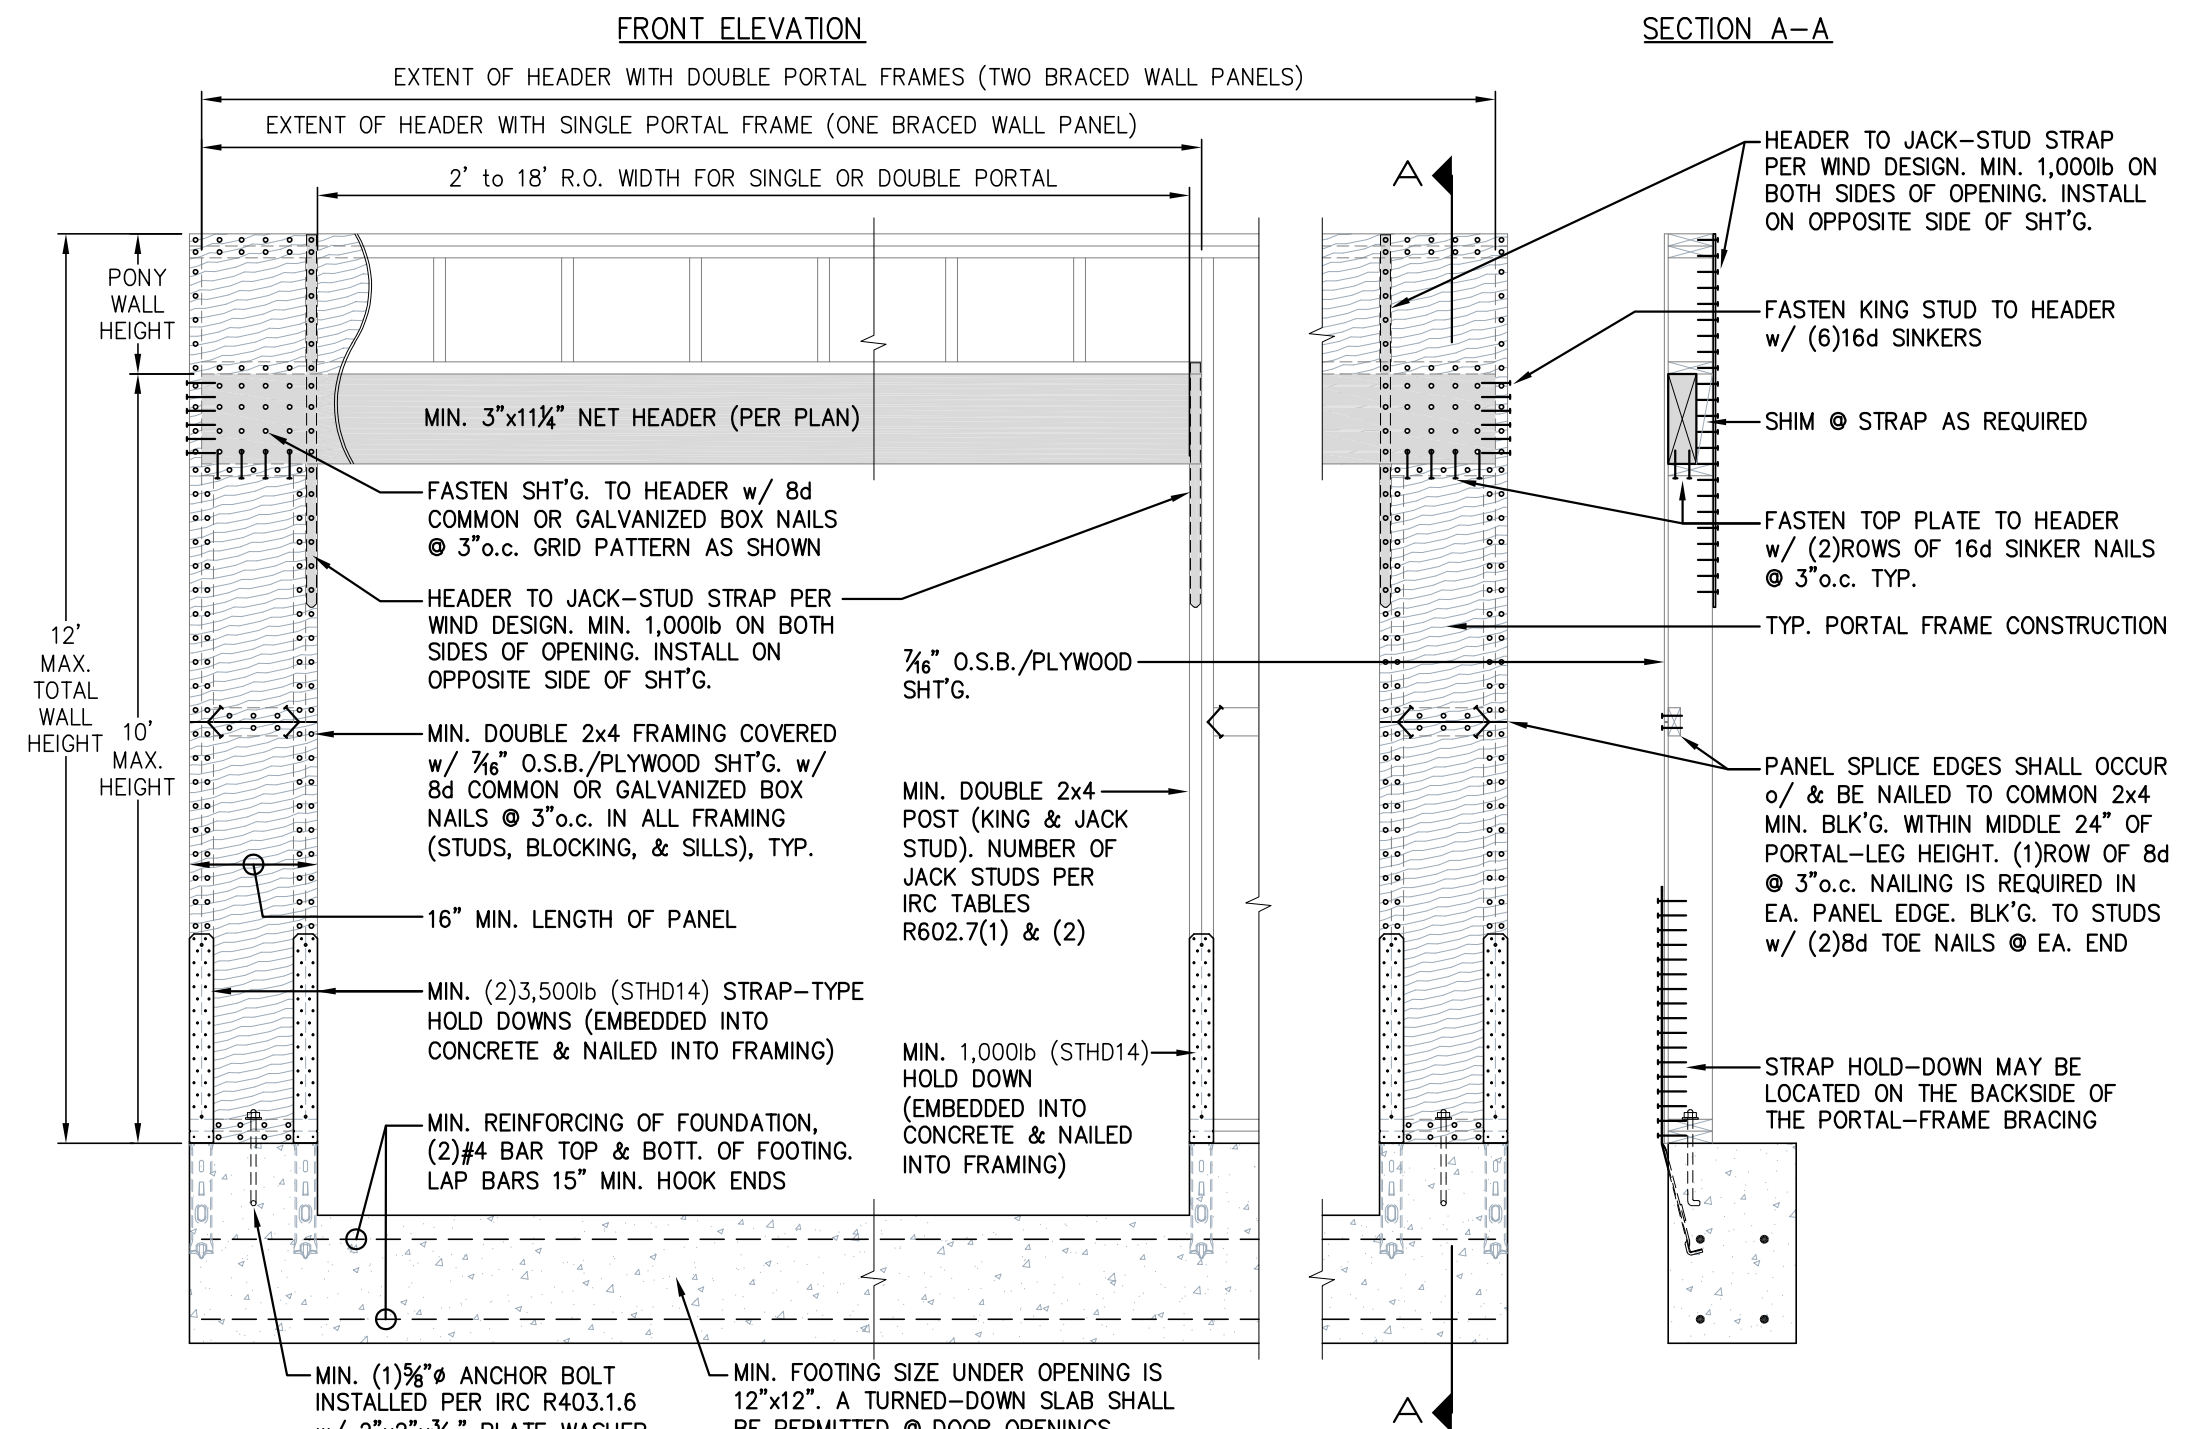 FRONT ELEVATION
SECTION A–A
EXTENT OF HEADER WITH DOUBLE PORTAL FRAMES (TWO BRACED WALL PANELS)
EXTENT OF HEADER WITH SINGLE PORTAL FRAME (ONE BRACED WALL PANEL)
2' to 18' R.O. WIDTH FOR SINGLE OR DOUBLE PORTAL
A
PONY
WALL
HEIGHT
12'
MAX.
TOTAL
WALL
HEIGHT
10'
MAX.
HEIGHT
MIN. 3"x11¼" NET HEADER (PER PLAN)
FASTEN SHT'G. TO HEADER w/ 8d
COMMON OR GALVANIZED BOX NAILS
@ 3"o.c. GRID PATTERN AS SHOWN
HEADER TO JACK–STUD STRAP PER
WIND DESIGN. MIN. 1,000lb ON BOTH
SIDES OF OPENING. INSTALL ON
OPPOSITE SIDE OF SHT'G.
MIN. DOUBLE 2x4 FRAMING COVERED
w/ 7⁄16" O.S.B./PLYWOOD SHT'G. w/
8d COMMON OR GALVANIZED BOX
NAILS @ 3"o.c. IN ALL FRAMING
(STUDS, BLOCKING, & SILLS), TYP.
16" MIN. LENGTH OF PANEL
MIN. (2)3,500lb (STHD14) STRAP–TYPE
HOLD DOWNS (EMBEDDED INTO
CONCRETE & NAILED INTO FRAMING)
MIN. REINFORCING OF FOUNDATION,
(2)#4 BAR TOP & BOTT. OF FOOTING.
LAP BARS 15" MIN. HOOK ENDS
7⁄16" O.S.B./PLYWOOD
SHT'G.
MIN. DOUBLE 2x4
POST (KING & JACK
STUD). NUMBER OF
JACK STUDS PER
IRC TABLES
R602.7(1) & (2)
MIN. 1,000lb (STHD14)
HOLD DOWN
(EMBEDDED INTO
CONCRETE & NAILED
INTO FRAMING)
HEADER TO JACK–STUD STRAP
PER WIND DESIGN. MIN. 1,000lb ON
BOTH SIDES OF OPENING. INSTALL
ON OPPOSITE SIDE OF SHT'G.
FASTEN KING STUD TO HEADER
w/ (6)16d SINKERS
SHIM @ STRAP AS REQUIRED
FASTEN TOP PLATE TO HEADER
w/ (2)ROWS OF 16d SINKER NAILS
@ 3"o.c. TYP.
TYP. PORTAL FRAME CONSTRUCTION
PANEL SPLICE EDGES SHALL OCCUR
o/ & BE NAILED TO COMMON 2x4
MIN. BLK'G. WITHIN MIDDLE 24" OF
PORTAL–LEG HEIGHT. (1)ROW OF 8d
@ 3"o.c. NAILING IS REQUIRED IN
EA. PANEL EDGE. BLK'G. TO STUDS
w/ (2)8d TOE NAILS @ EA. END
STRAP HOLD–DOWN MAY BE
LOCATED ON THE BACKSIDE OF
THE PORTAL–FRAME BRACING
MIN. (1)⅝"ø ANCHOR BOLT
INSTALLED PER IRC R403.1.6
PLATE WASHER
MIN. FOOTING SIZE UNDER OPENING IS
12"x12". A TURNED–DOWN SLAB SHALL
BE PERMITTED @ DOOR OPENINGS
A